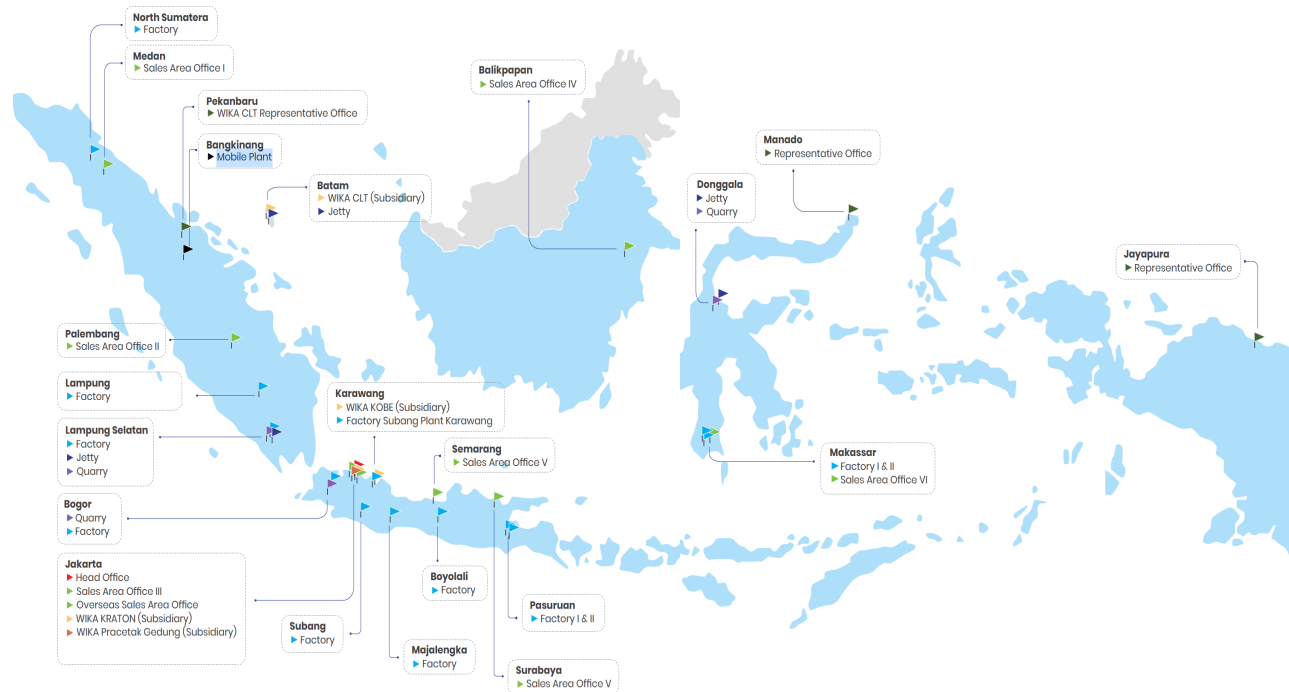 North Sumatera
Factory
Medan
Sales Area Office I
Pekanbaru
WIKA CLT Representative Office
Bangkinang
Mobile Plant
Batam
WIKA CLT (Subsidiary)
Jetty
Balikpapan
Sales Area Office IV
Manado
Representative Office
Donggala
Jetty
Quarry
Jayapura
Representative Office
Palembang
Sales Area Office II
Lampung
Factory
Lampung Selatan
Factory
Jetty
Quarry
Karawang
WIKA KOBE (Subsidiary)
Factory Subang Plant Karawang
Semarang
Sales Area Office V
Makassar
Factory I & II
Sales Area Office VI
Bogor
Quarry
Factory
Jakarta
Head Office
Sales Area Office III
Overseas Sales Area Office
WIKA KRATON (Subsidiary)
WIKA Pracetak Gedung (Subsidiary)
Subang
Factory
Boyolali
Factory
Majalengka
Factory
Pasuruan
Factory I & II
Surabaya
Sales Area Office V